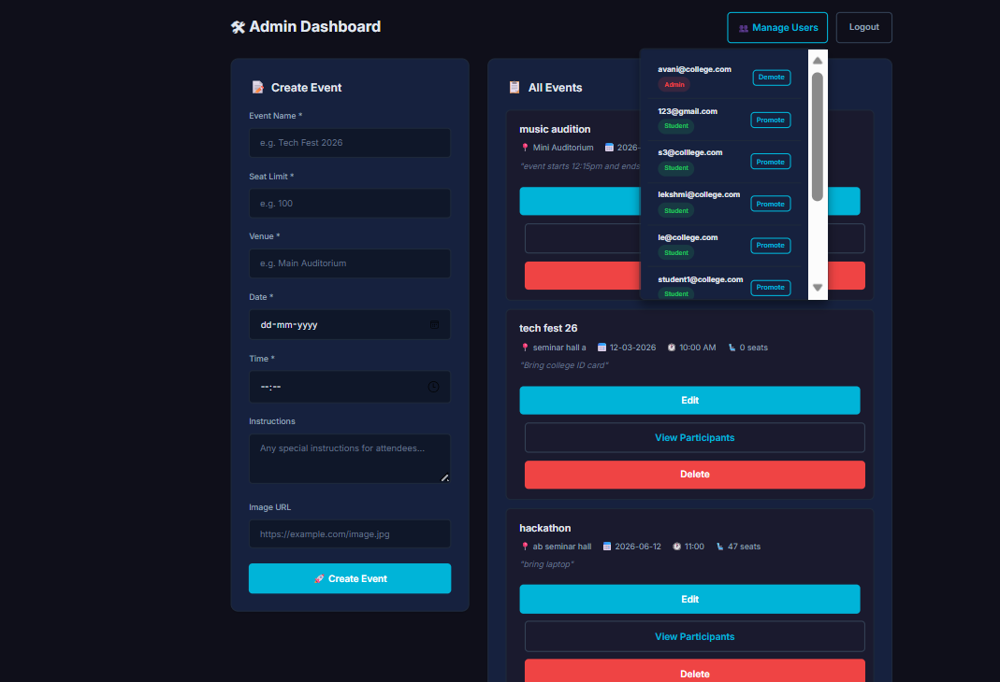 🛠 Admin Dashboard
👥 Manage Users
Logout
📝 Create Event
Event Name *
e.g. Tech Fest 2026
Seat Limit *
e.g. 100
Venue *
e.g. Main Auditorium
Date *
dd-mm-yyyy
Time *
--:--
Instructions
Any special instructions for attendees...
Image URL
https://example.com/image.jpg
🚀 Create Event
📋 All Events
music audition
📍 Mini Auditorium 📅 2026-
"event starts 12:15pm and ends
avani@college.com
Admin
Demote
123@gmail.com
Student
Promote
s3@colllege.com
Student
Promote
lekshmi@college.com
Student
Promote
le@college.com
Student
Promote
student1@college.com
Student
Promote
tech fest 26
📍 seminar hall a 📅 12-03-2026 🕐 10:00 AM 💺 0 seats
"Bring college ID card"
Edit
View Participants
Delete
hackathon
📍 ab seminar hall 📅 2026-06-12 🕐 11:00 💺 47 seats
"bring laptop"
Edit
View Participants
Delete